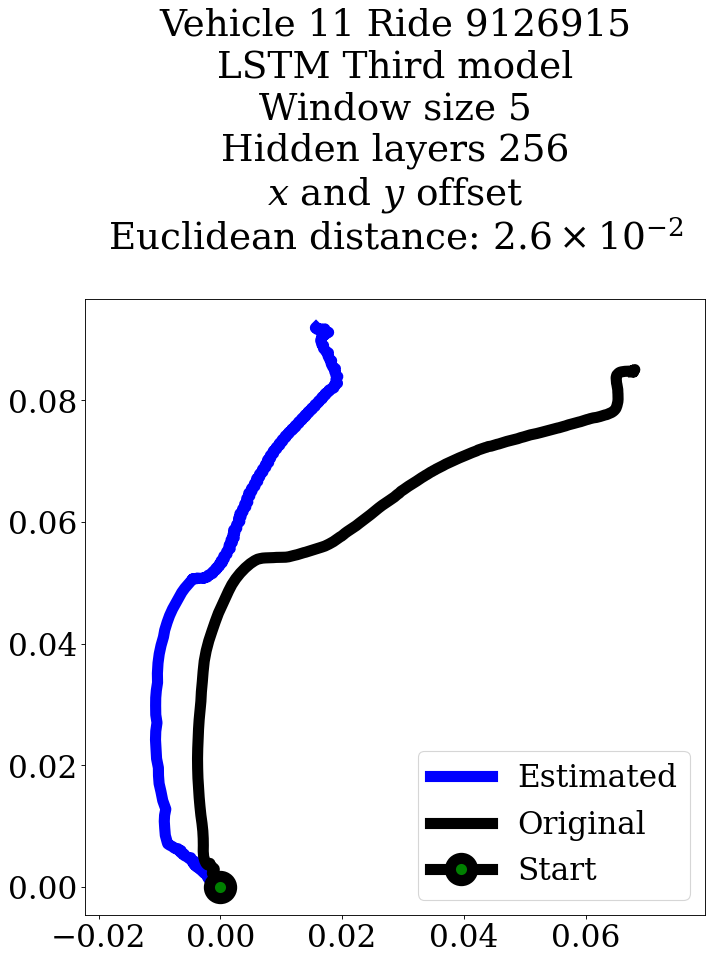 Vehicle 11 Ride 9126915
LSTM Third model
Window size 5
Hidden layers 256
x and y offset
Euclidean distance: 2.6 × 10⁻²
0.08
0.06
0.04
0.02
0.00
−0.02 0.00 0.02 0.04 0.06
Estimated
Original
Start